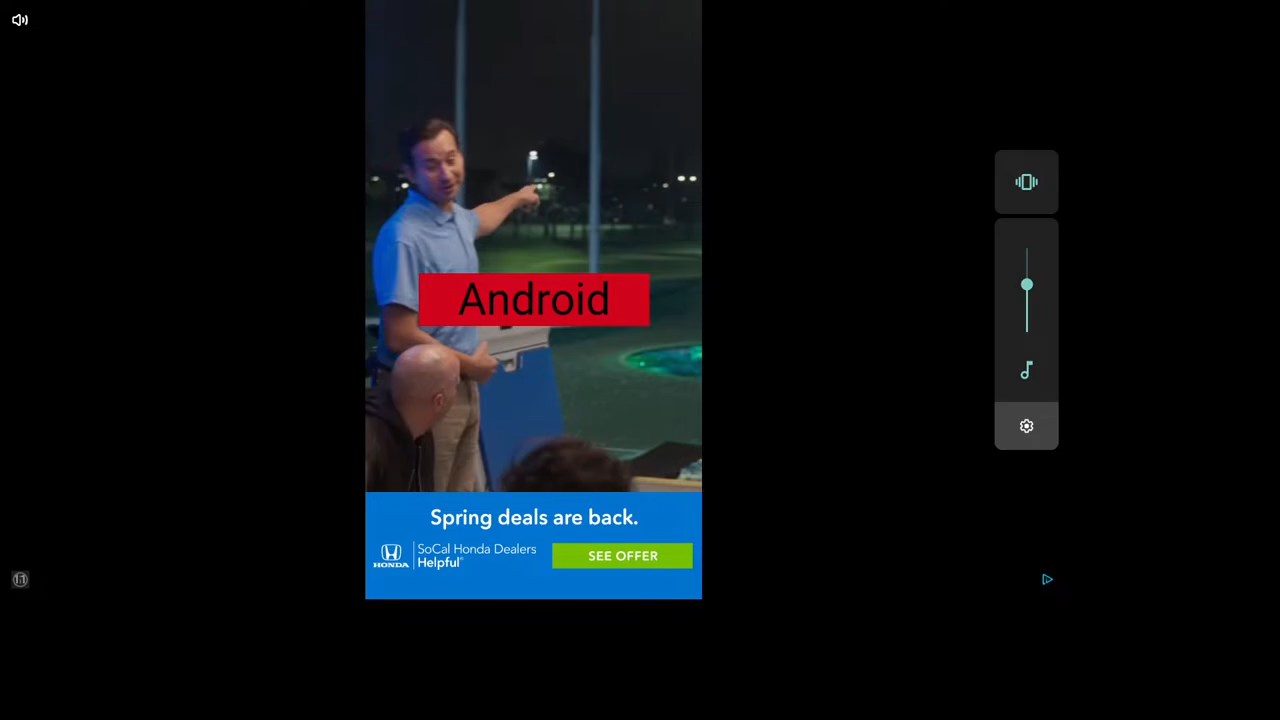 Android
Spring deals are back.
HONDA
SoCal Honda Dealers
Helpful®
SEE OFFER